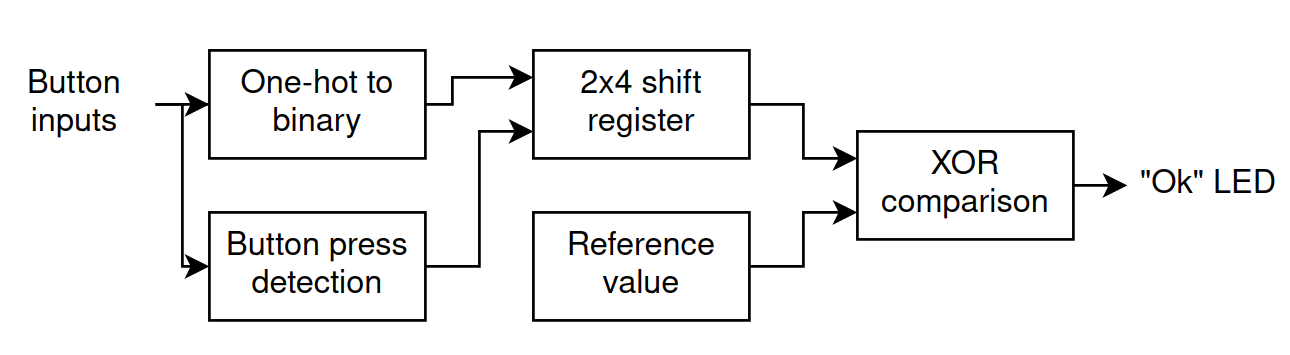 Button
inputs
One-hot to
binary
Button press
detection
2x4 shift
register
Reference
value
XOR
comparison
"Ok" LED